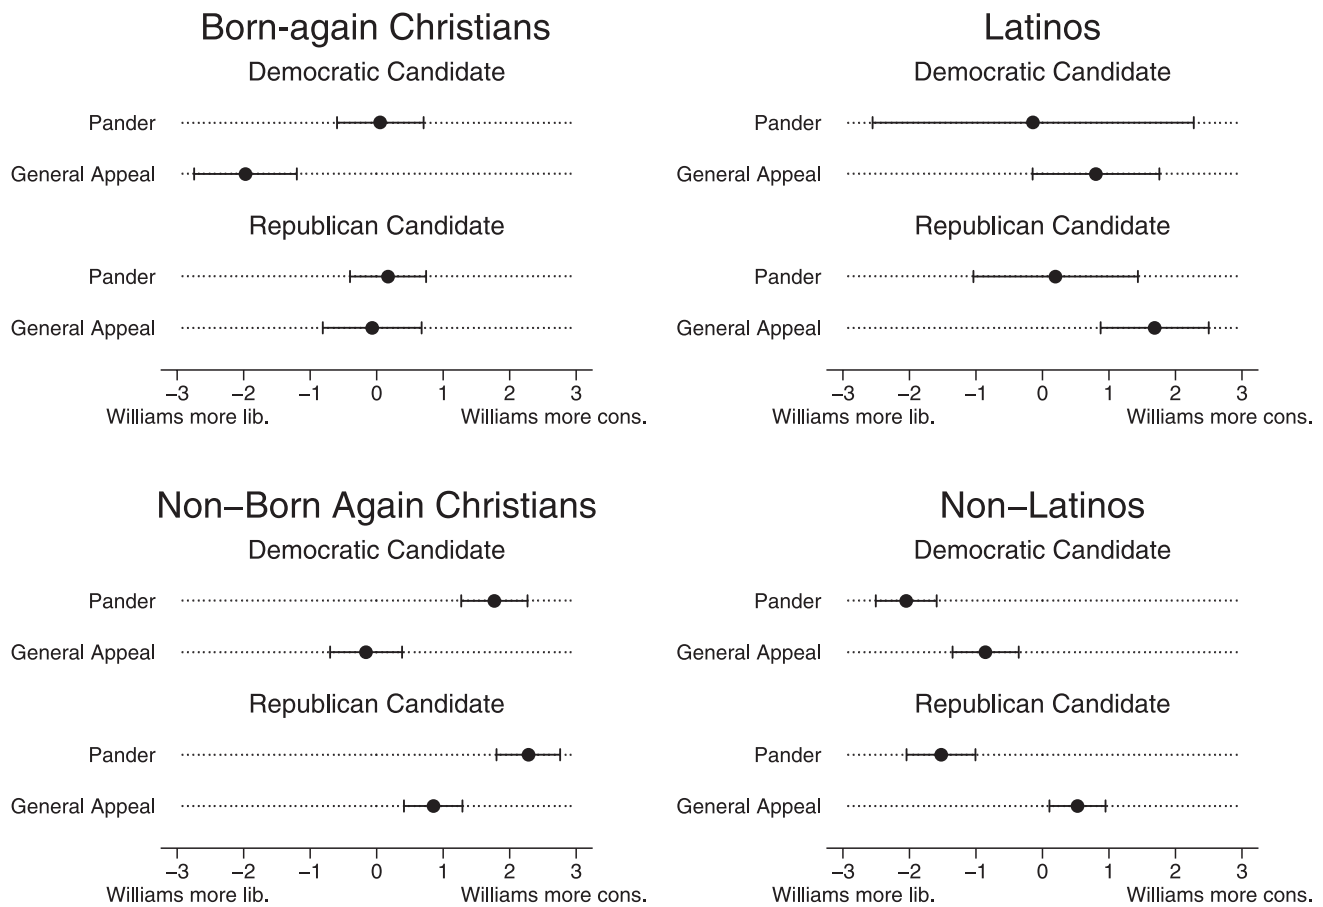 Born-again Christians
Democratic Candidate
Pander
General Appeal
Republican Candidate
Pander
General Appeal
−3 −2 −1 0 1 2 3
Williams more lib. Williams more cons.
Latinos
Democratic Candidate
Pander
General Appeal
Republican Candidate
Pander
General Appeal
−3 −2 −1 0 1 2 3
Williams more lib. Williams more cons.
Non−Born Again Christians
Democratic Candidate
Pander
General Appeal
Republican Candidate
Pander
General Appeal
−3 −2 −1 0 1 2 3
Williams more lib. Williams more cons.
Non−Latinos
Democratic Candidate
Pander
General Appeal
Republican Candidate
Pander
General Appeal
−3 −2 −1 0 1 2 3
Williams more lib. Williams more cons.